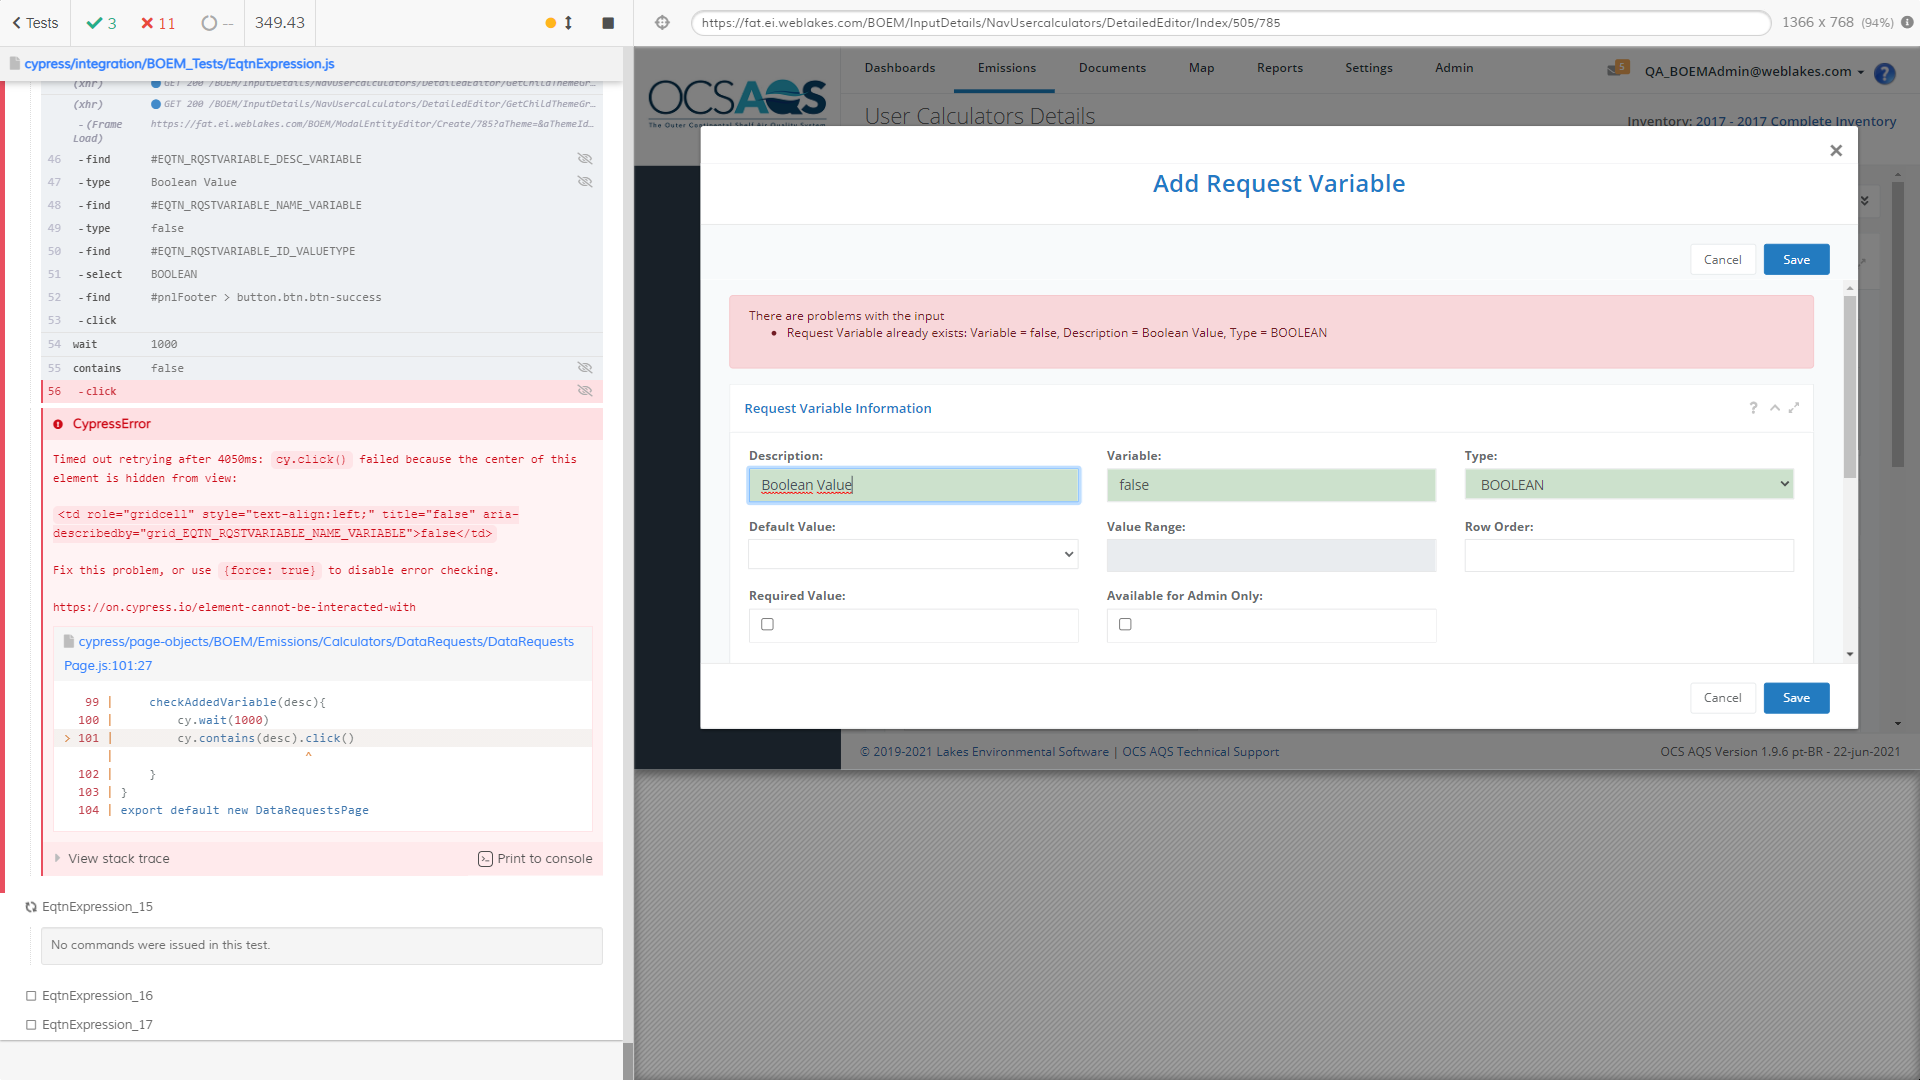 Tests
3
11
--
349.43
cypress/integration/BOEM_Tests/EqtnExpression.js
(xhr) GET 200 /BOEM/InputDetails/NavUsercalculators/DetailedEditor/GetChildThemeGr...
(xhr) GET 200 /BOEM/InputDetails/NavUsercalculators/DetailedEditor/GetChildThemeGr...
-(Frame Load) https://fat.ei.weblakes.com/BOEM/ModalEntityEditor/Create/785?aTheme=&aThemeId...
46 -find #EQTN_RQSTVARIABLE_DESC_VARIABLE
47 -type Boolean Value
48 -find #EQTN_RQSTVARIABLE_NAME_VARIABLE
49 -type false
50 -find #EQTN_RQSTVARIABLE_ID_VALUETYPE
51 -select BOOLEAN
52 -find #pnlFooter > button.btn.btn-success
53 -click
54 wait 1000
55 contains false
56 -click
CypressError
Timed out retrying after 4050ms: cy.click() failed because the center of this
element is hidden from view:
<td role="gridcell" style="text-align:left;" title="false" aria-
describedby="grid_EQTN_RQSTVARIABLE_NAME_VARIABLE">false</td>
Fix this problem, or use {force: true} to disable error checking.
https://on.cypress.io/element-cannot-be-interacted-with
cypress/page-objects/BOEM/Emissions/Calculators/DataRequests/DataRequests
Page.js:101:27
99 | checkAddedVariable(desc){
100 | cy.wait(1000)
> 101 | cy.contains(desc).click()
| ^
102 | }
103 | }
104 | export default new DataRequestsPage
View stack trace
Print to console
EqtnExpression_15
No commands were issued in this test.
EqtnExpression_16
EqtnExpression_17
https://fat.ei.weblakes.com/BOEM/InputDetails/NavUsercalculators/DetailedEditor/Index/505/785
1366 x 768 (94%)
OCSAQS
The Outer Continental Shelf Air Quality System
Dashboards
Emissions
Documents
Map
Reports
Settings
Admin
5
QA_BOEMAdmin@weblakes.com
?
User Calculators Details
Inventory: 2017 - 2017 Complete Inventory
×
Add Request Variable
Cancel
Save
There are problems with the input
• Request Variable already exists: Variable = false, Description = Boolean Value, Type = BOOLEAN
Request Variable Information
?
Description:
Variable:
Type:
Boolean Value
false
BOOLEAN
Default Value:
Value Range:
Row Order:
Required Value:
Available for Admin Only:
Cancel
Save
© 2019-2021 Lakes Environmental Software | OCS AQS Technical Support
OCS AQS Version 1.9.6 pt-BR - 22-jun-2021